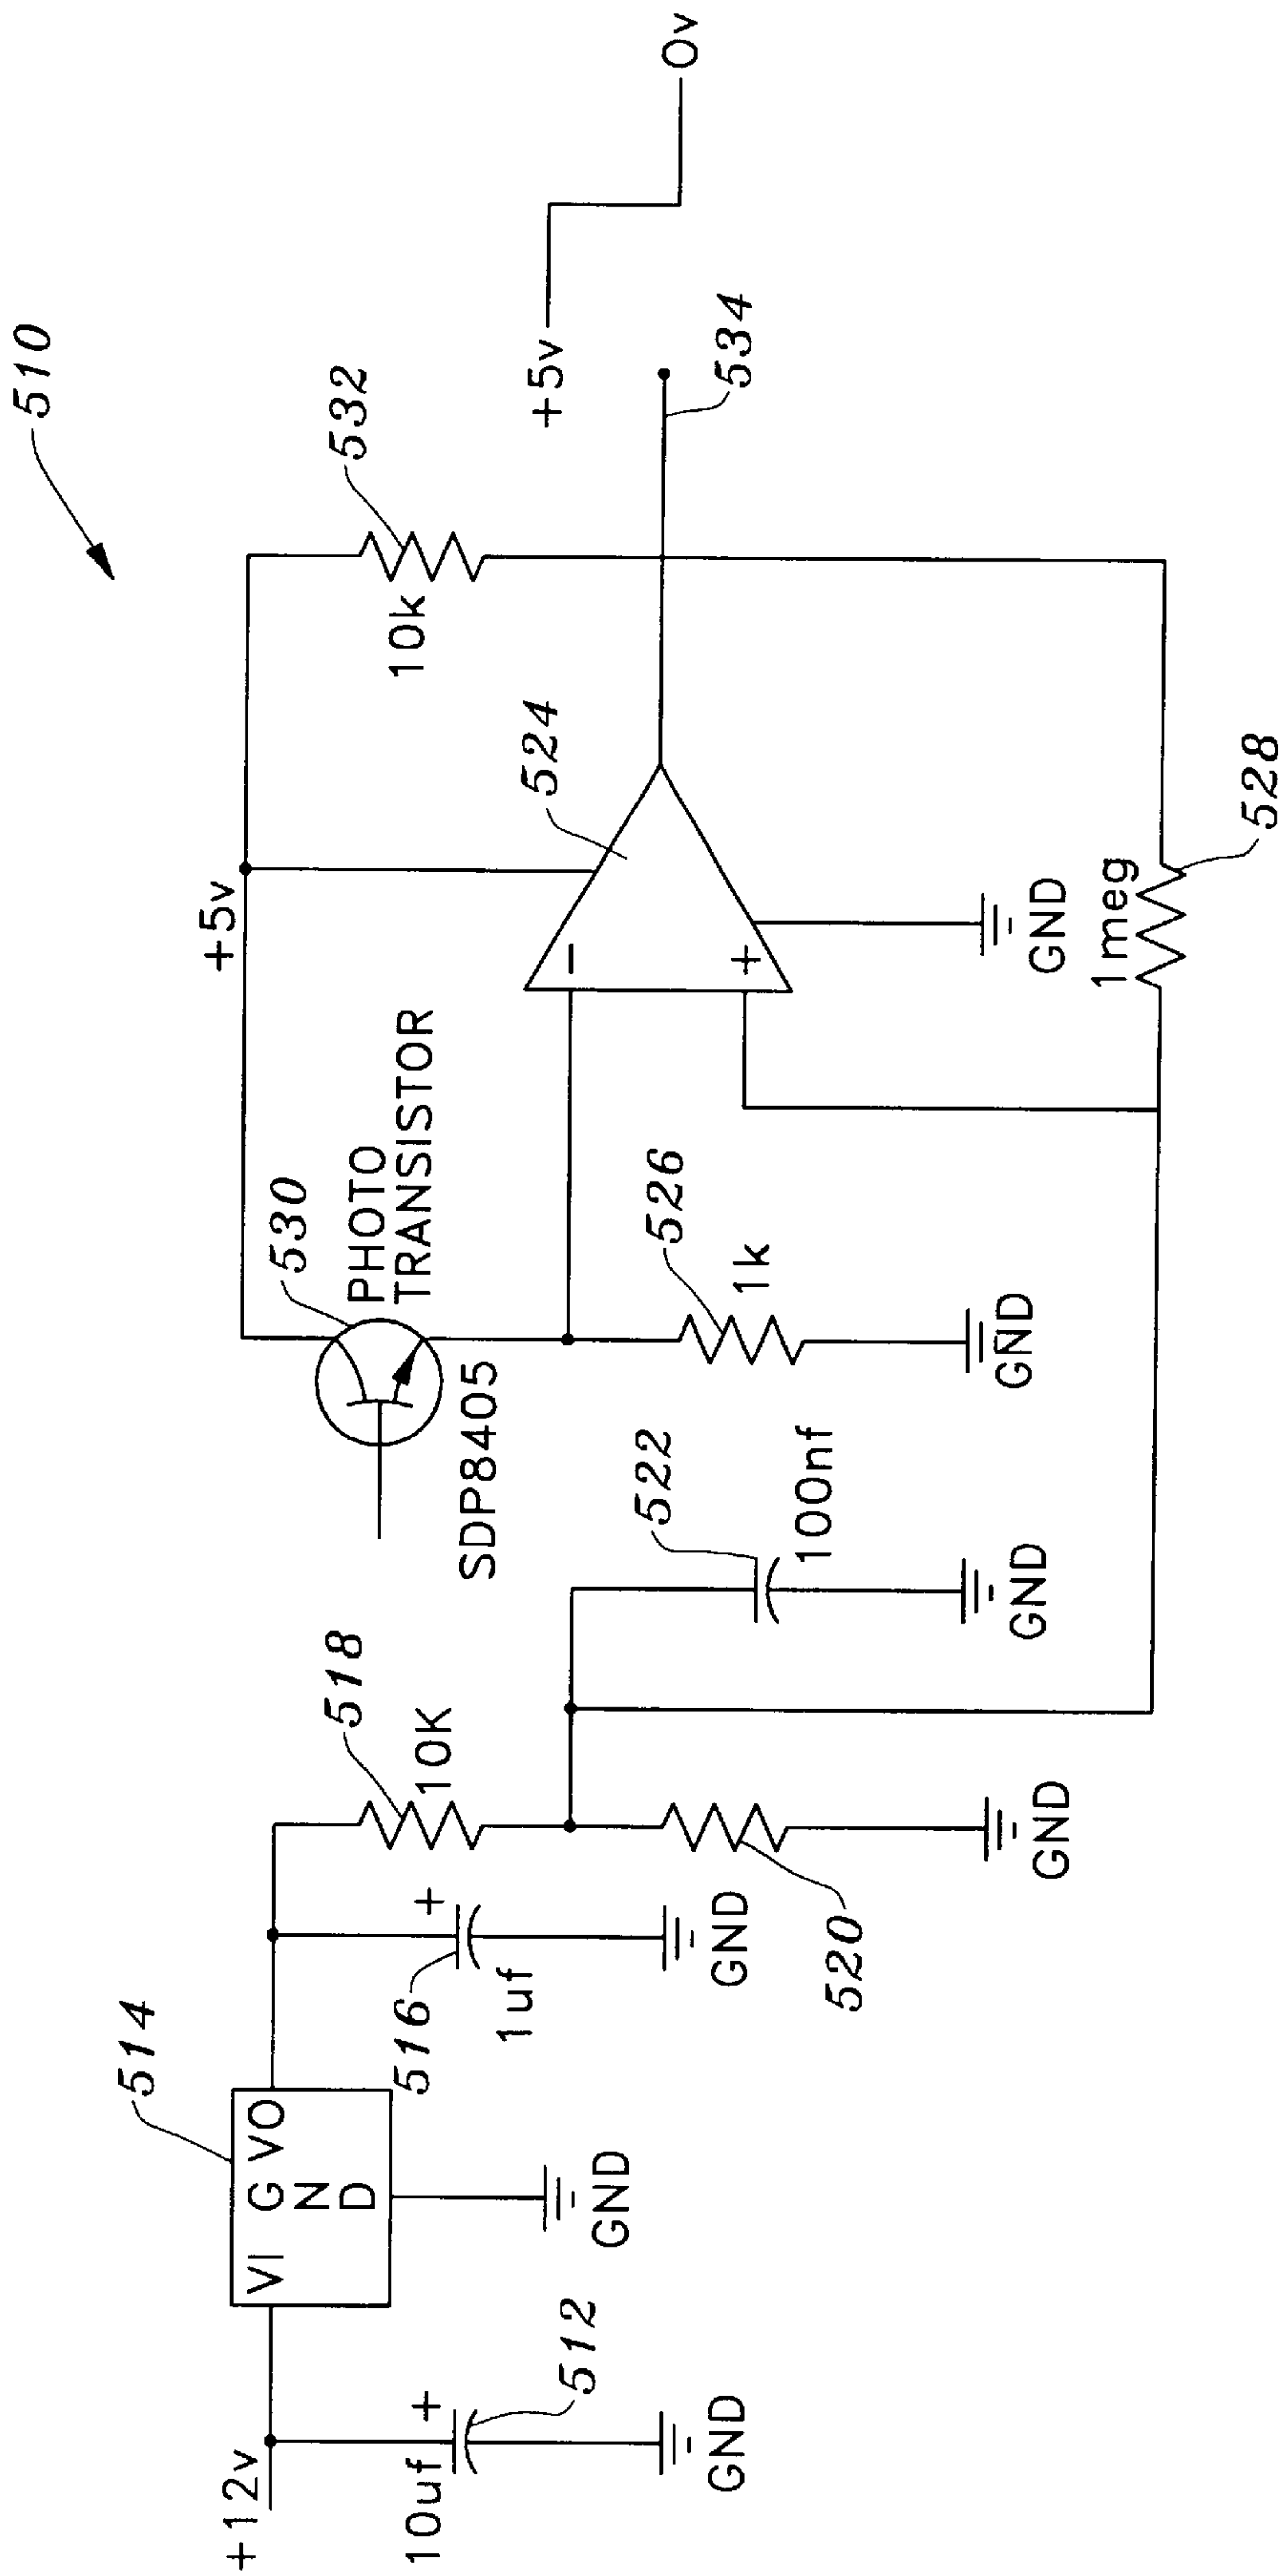 510
+12v
10uf
+
512
GND
514
VI
G
N
D
VO
GND
516
+
1uf
GND
518
10K
520
GND
522
100nf
GND
530
PHOTO
TRANSISTOR
SDP8405
526
1k
GND
+5v
524
−
+
GND
1meg
528
532
10k
534
+5v
0v